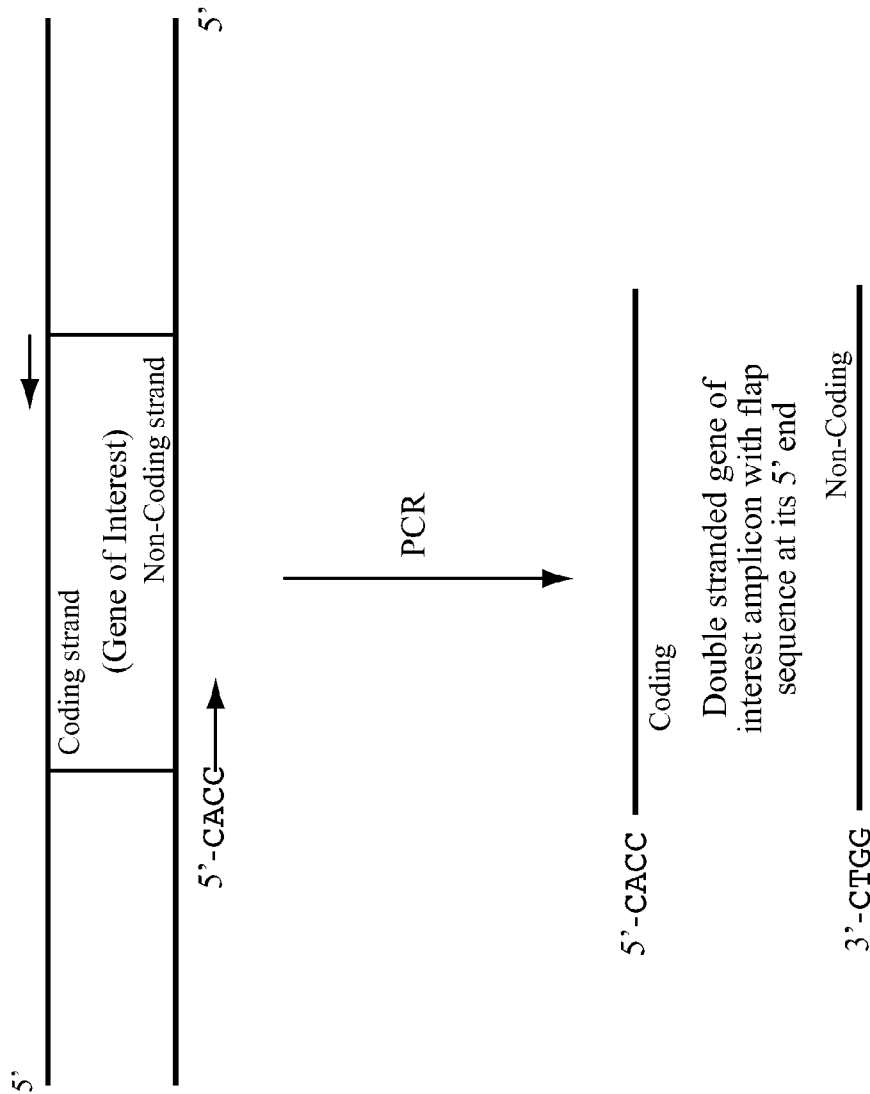 5’
Coding strand
(Gene of Interest)
Non-Coding strand
5’
5’-CACC
PCR
5’-CACC
Coding
Double stranded gene of
interest amplicon with flap
sequence at its 5’ end
Non-Coding
3’-CTGG